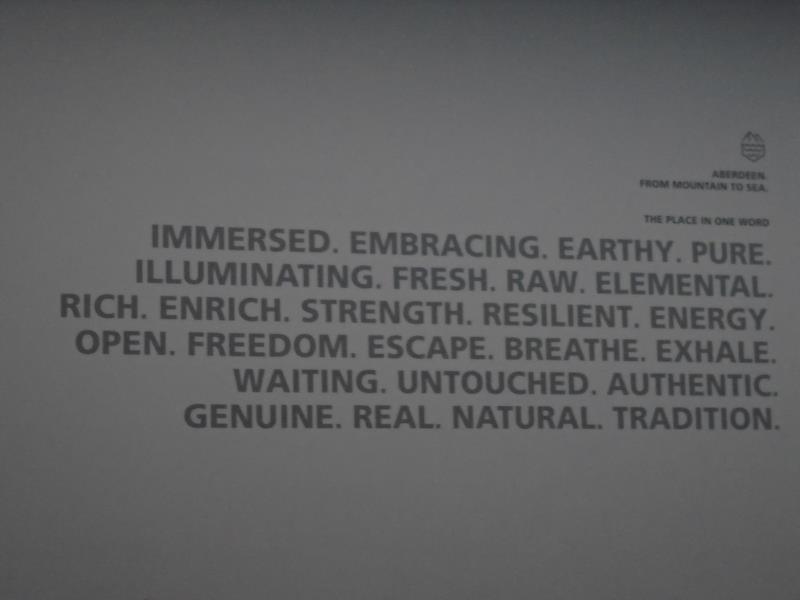 ABERDEEN.
FROM MOUNTAIN TO SEA.
THE PLACE IN ONE WORD
IMMERSED. EMBRACING. EARTHY. PURE.
ILLUMINATING. FRESH. RAW. ELEMENTAL.
RICH. ENRICH. STRENGTH. RESILIENT. ENERGY.
OPEN. FREEDOM. ESCAPE. BREATHE. EXHALE.
WAITING. UNTOUCHED. AUTHENTIC.
GENUINE. REAL. NATURAL. TRADITION.